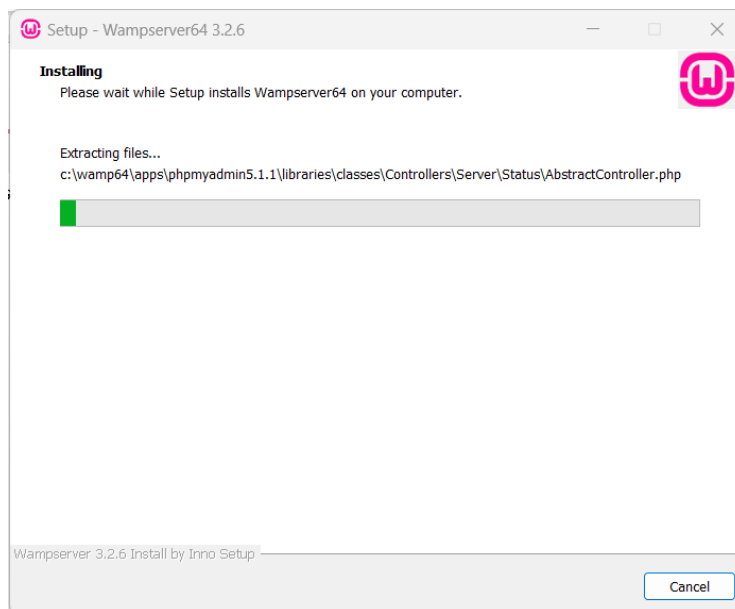 Setup - Wampserver64 3.2.6
Installing
Please wait while Setup installs Wampserver64 on your computer.
Extracting files...
c:\wamp64\apps\phpmyadmin5.1.1\libraries\classes\Controllers\Server\Status\AbstractController.php
Wampserver 3.2.6 Install by Inno Setup
Cancel